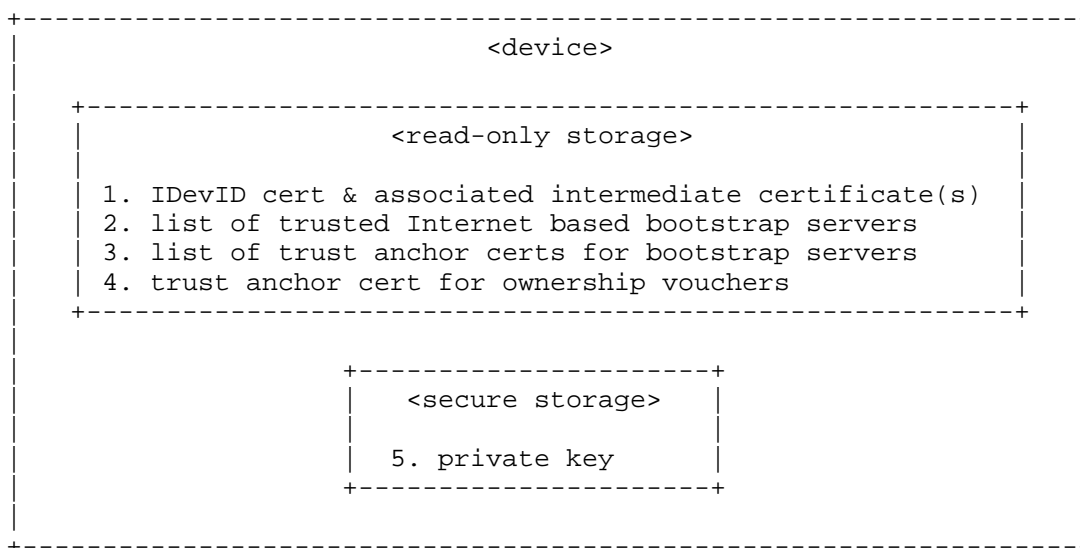 <device>
<read-only storage>
1. IDevID cert & associated intermediate certificate(s)
2. list of trusted Internet based bootstrap servers
3. list of trust anchor certs for bootstrap servers
4. trust anchor cert for ownership vouchers
<secure storage>
5. private key